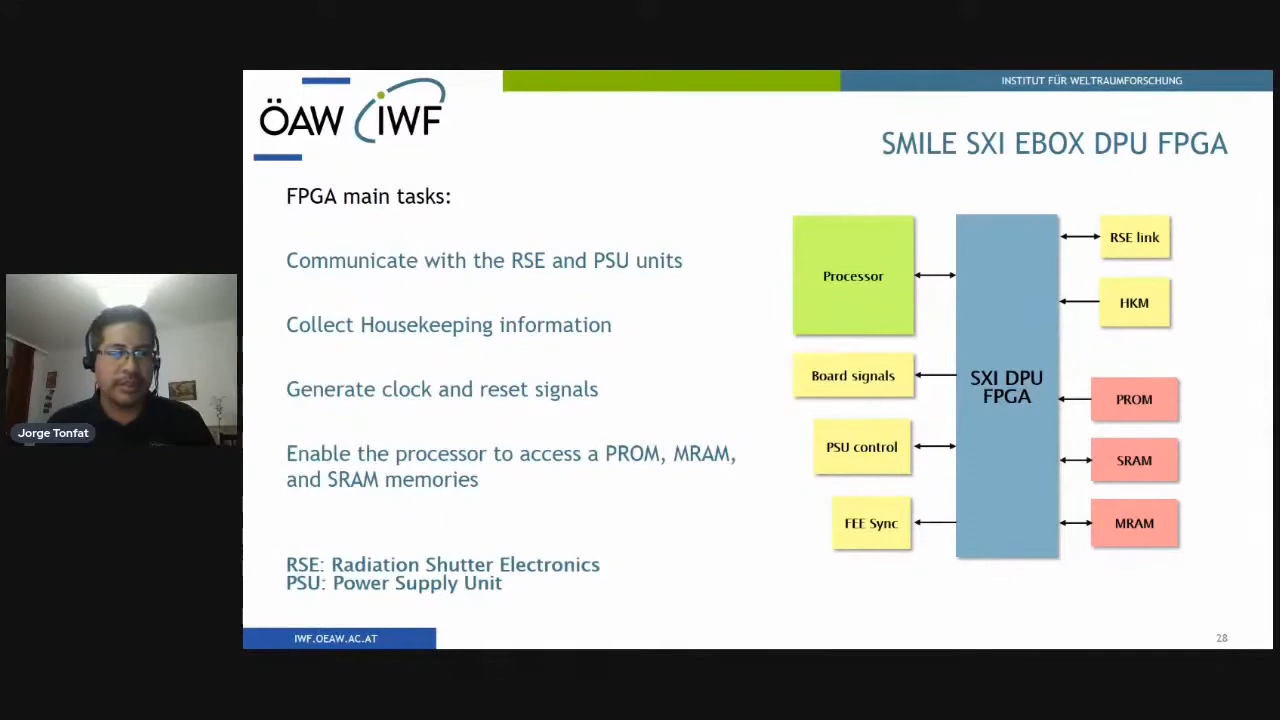 INSTITUT FÜR WELTRAUMFORSCHUNG
ÖAW IWF
SMILE SXI EBOX DPU FPGA
FPGA main tasks:
Communicate with the RSE and PSU units
Collect Housekeeping information
Generate clock and reset signals
Enable the processor to access a PROM, MRAM,
and SRAM memories
RSE: Radiation Shutter Electronics
PSU: Power Supply Unit
Processor
Board signals
PSU control
FEE Sync
SXI DPU
FPGA
RSE link
HKM
PROM
SRAM
MRAM
Jorge Tonfat
IWF.OEAW.AC.AT
28